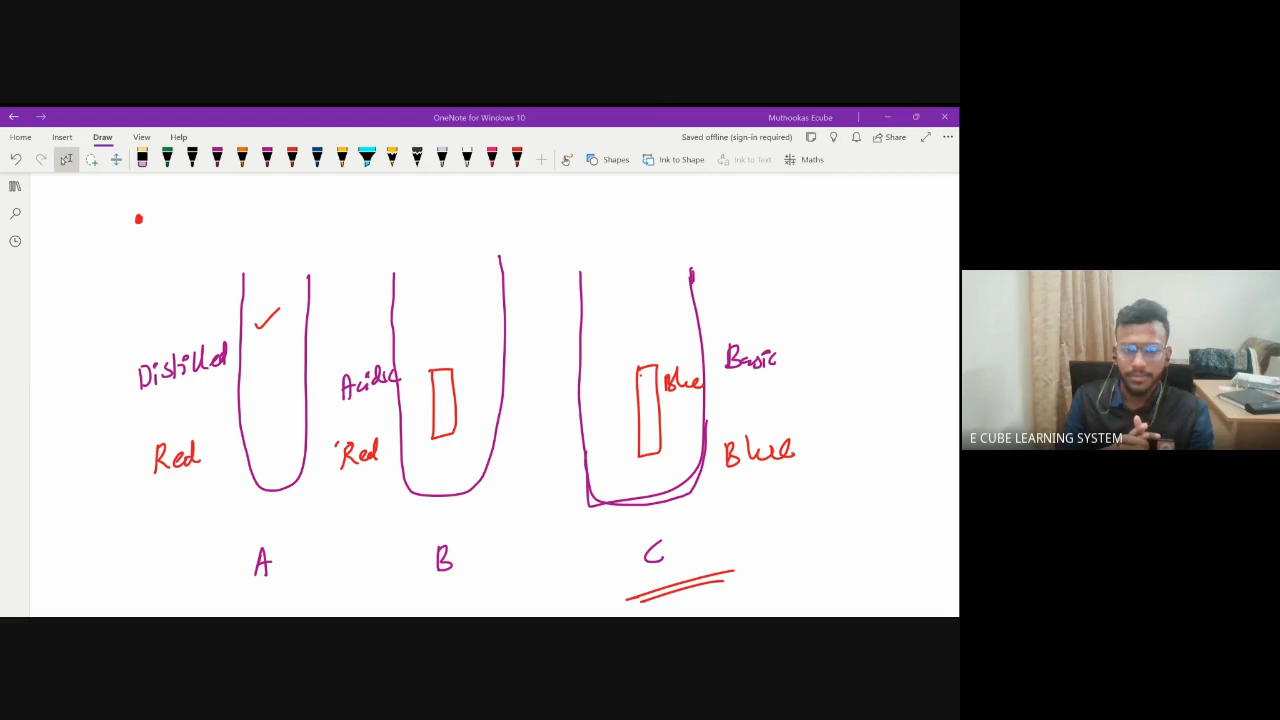 OneNote for Windows 10
Muthookas Ecube
Home Insert Draw View Help
Saved offline (sign-in required)
Share
Shapes
Ink to Shape
Ink to Text
Maths
Distilled
Acidic
Blue
Basic
Red
Red
Blue
A
B
C
E CUBE LEARNING SYSTEM